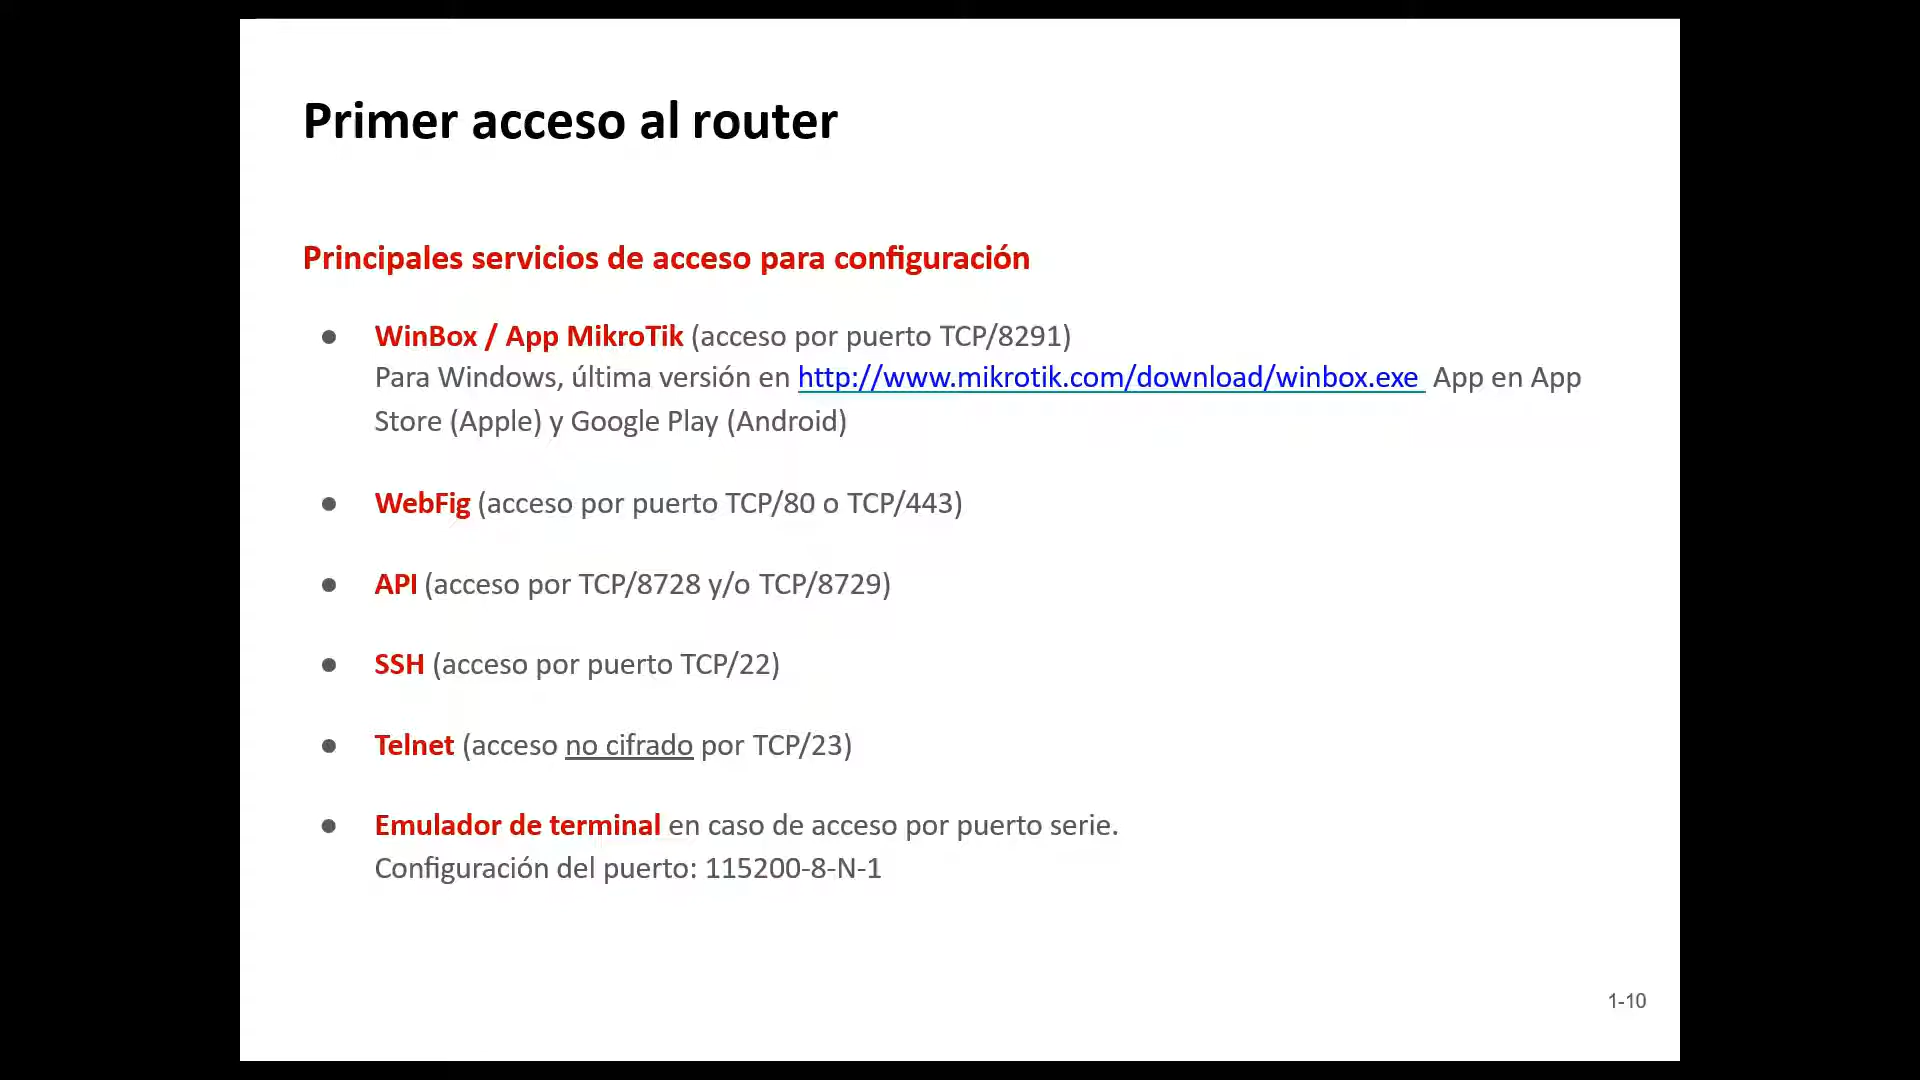 Primer acceso al router
Principales servicios de acceso para configuración
● WinBox / App MikroTik (acceso por puerto TCP/8291)
Para Windows, última versión en http://www.mikrotik.com/download/winbox.exe App en App
Store (Apple) y Google Play (Android)
● WebFig (acceso por puerto TCP/80 o TCP/443)
● API (acceso por TCP/8728 y/o TCP/8729)
● SSH (acceso por puerto TCP/22)
● Telnet (acceso no cifrado por TCP/23)
● Emulador de terminal en caso de acceso por puerto serie.
Configuración del puerto: 115200-8-N-1
1-10